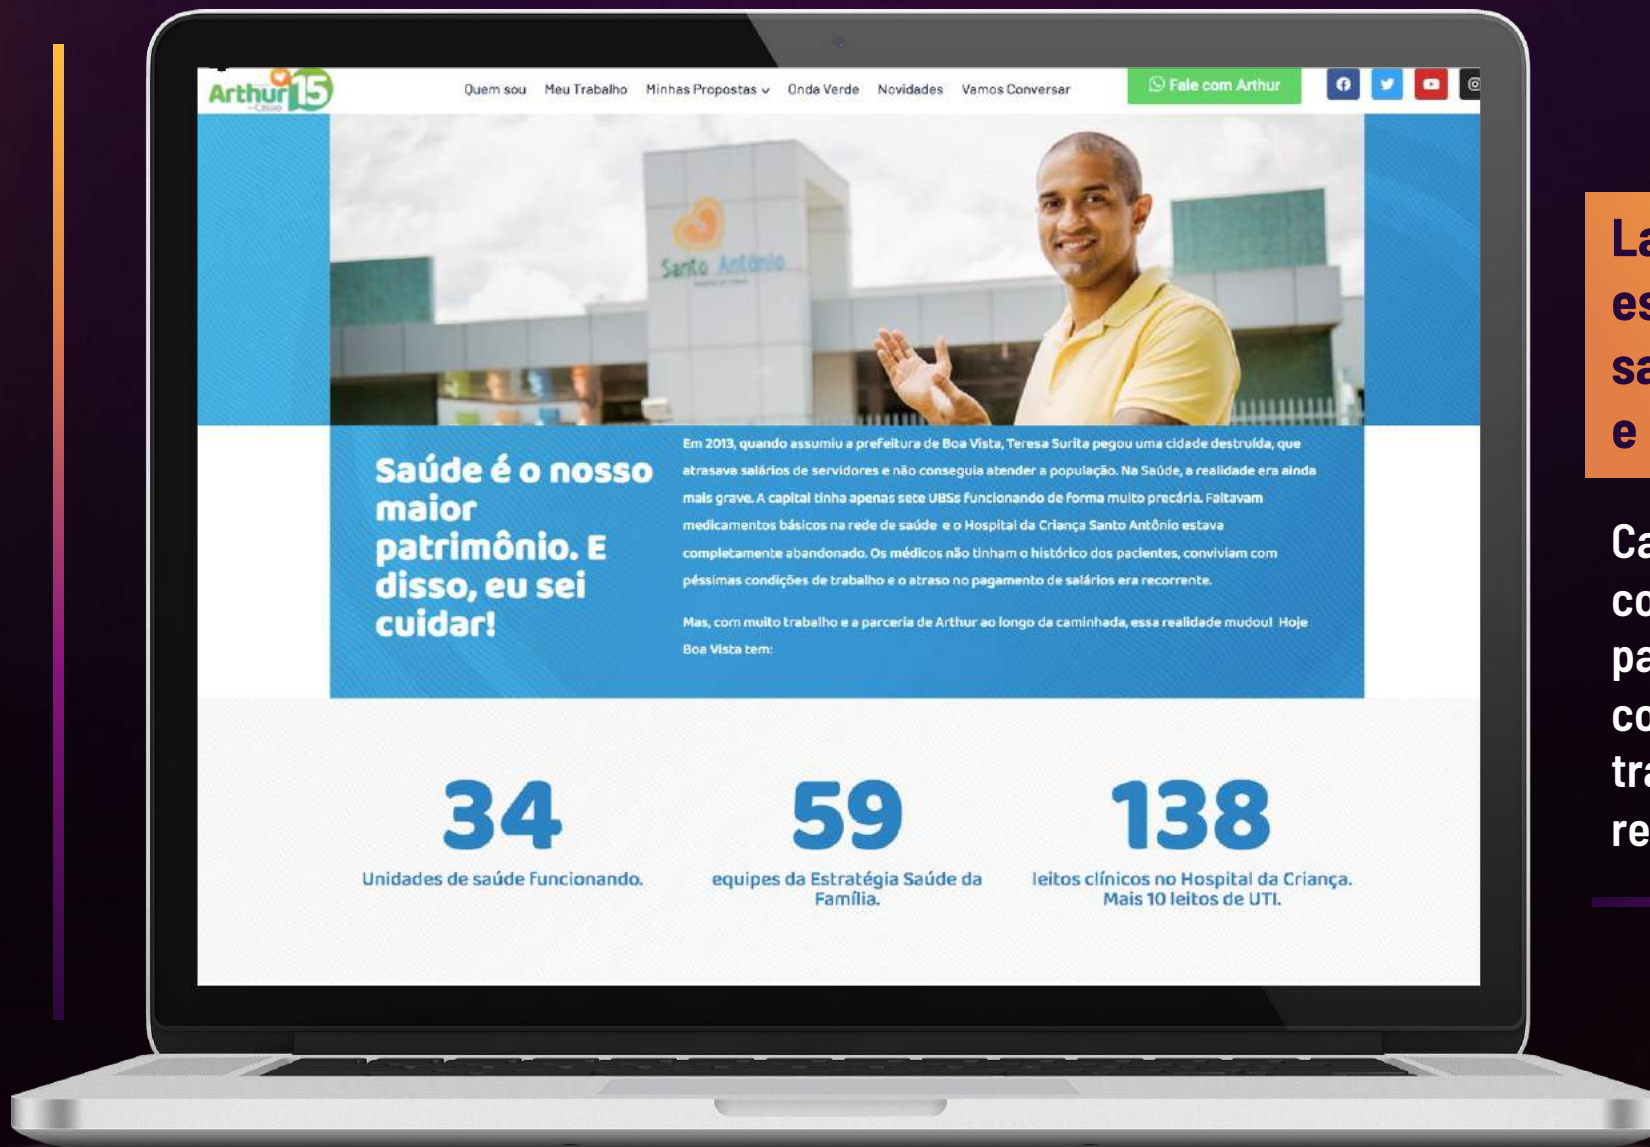 Arthur 15
Cássio
Quem sou Meu Trabalho Minhas Propostas Onda Verde Novidades Vamos Conversar
Fale com Arthur
Santo Antônio
Saúde é o nosso
maior
patrimônio. E
disso, eu sei
cuidar!
Em 2013, quando assumiu a prefeitura de Boa Vista, Teresa Surita pegou uma cidade destruída, que
atrasava salários de servidores e não conseguia atender a população. Na Saúde, a realidade era ainda
mais grave. A capital tinha apenas sete UBSs funcionando de forma muito precária. Faltavam
medicamentos básicos na rede de saúde e o Hospital da Criança Santo Antônio estava
completamente abandonado. Os médicos não tinham o histórico dos pacientes, conviviam com
péssimas condições de trabalho e o atraso no pagamento de salários era recorrente.
Mas, com muito trabalho e a parceria de Arthur ao longo da caminhada, essa realidade mudou! Hoje
Boa Vista tem:
34
Unidades de saúde funcionando.
59
equipes da Estratégia Saúde da
Família.
138
leitos clínicos no Hospital da Criança.
Mais 10 leitos de UTI.
La
es
sa
e
Ca
co
pa
co
tra
re